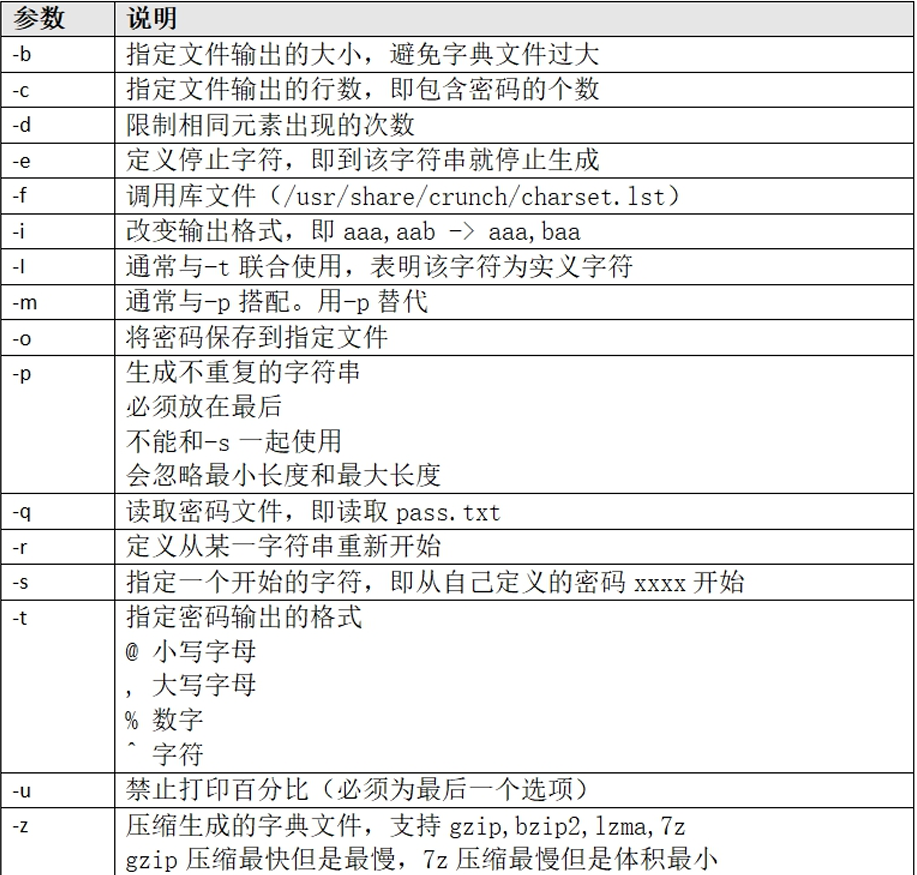 参数 说明
-b 指定文件输出的大小，避免字典文件过大
-c 指定文件输出的行数，即包含密码的个数
-d 限制相同元素出现的次数
-e 定义停止字符，即到该字符串就停止生成
-f 调用库文件（/usr/share/crunch/charset.lst）
-i 改变输出格式，即 aaa,aab -> aaa,baa
-l 通常与-t 联合使用，表明该字符为实义字符
-m 通常与-p 搭配。用-p 替代
-o 将密码保存到指定文件
-p 生成不重复的字符串
必须放在最后
不能和-s 一起使用
会忽略最小长度和最大长度
-q 读取密码文件，即读取 pass.txt
-r 定义从某一字符串重新开始
-s 指定一个开始的字符，即从自己定义的密码 xxxx 开始
-t 指定密码输出的格式
@ 小写字母
, 大写字母
% 数字
^ 字符
-u 禁止打印百分比（必须为最后一个选项）
-z 压缩生成的字典文件，支持 gzip,bzip2,lzma,7z
gzip 压缩最快但是最慢，7z 压缩最慢但是体积最小